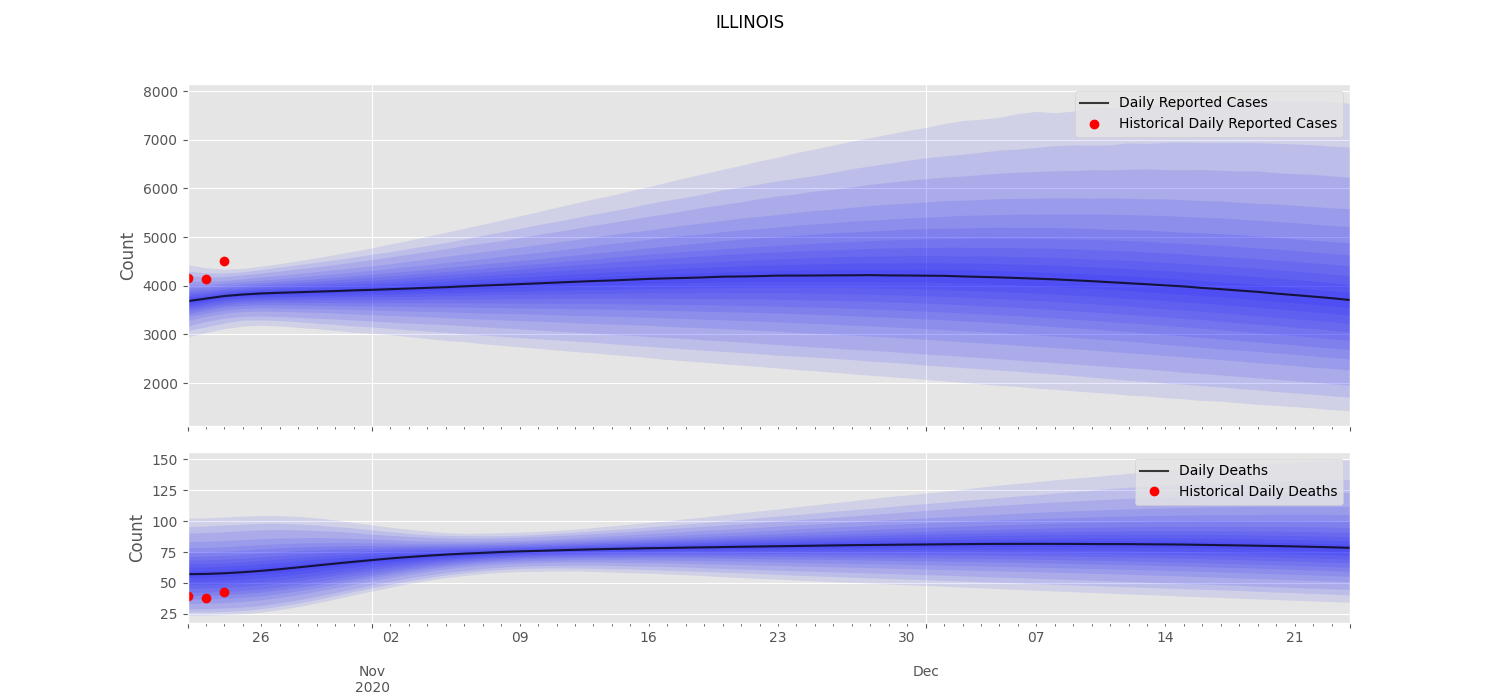 ILLINOIS
8000
7000
6000
5000
4000
3000
2000
Count
Daily Reported Cases
Historical Daily Reported Cases
150
125
100
75
50
25
Count
Daily Deaths
Historical Daily Deaths
26 02 09 16 23 30 07 14 21
Nov Dec
2020